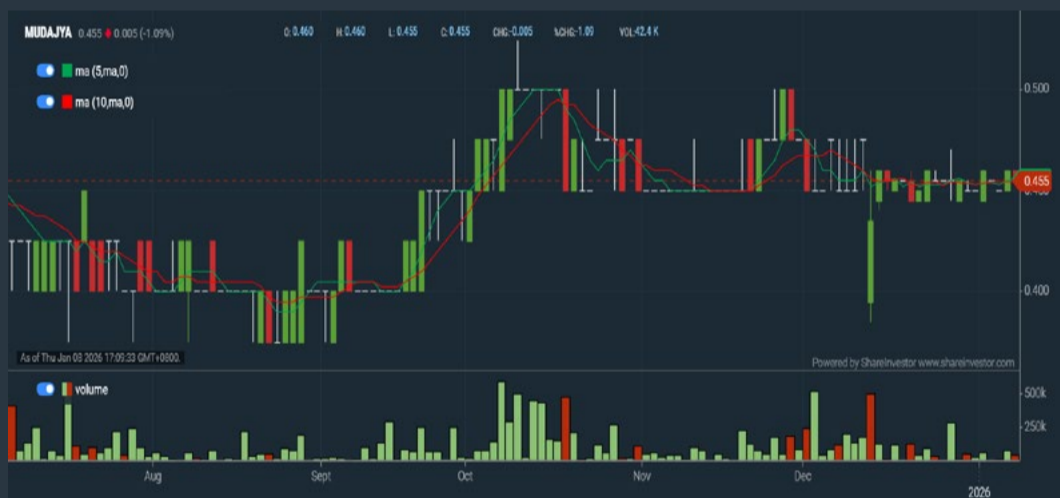 MUDAJYA 0.455 0.005 (-1.09%) O: 0.460 H: 0.460 L: 0.455 C: 0.455 CHG:-0.005 %CHG:-1.09 VOL:42.4 K
ma (5,ma,0)
ma (10,ma,0)
0.500
0.455
0.400
As of Thu Jan 08 2026 17:09:33 GMT+0800.
Powered by ShareInvestor www.shareinvestor.com
volume
500k
250k
Aug Sept Oct Nov Dec
2026